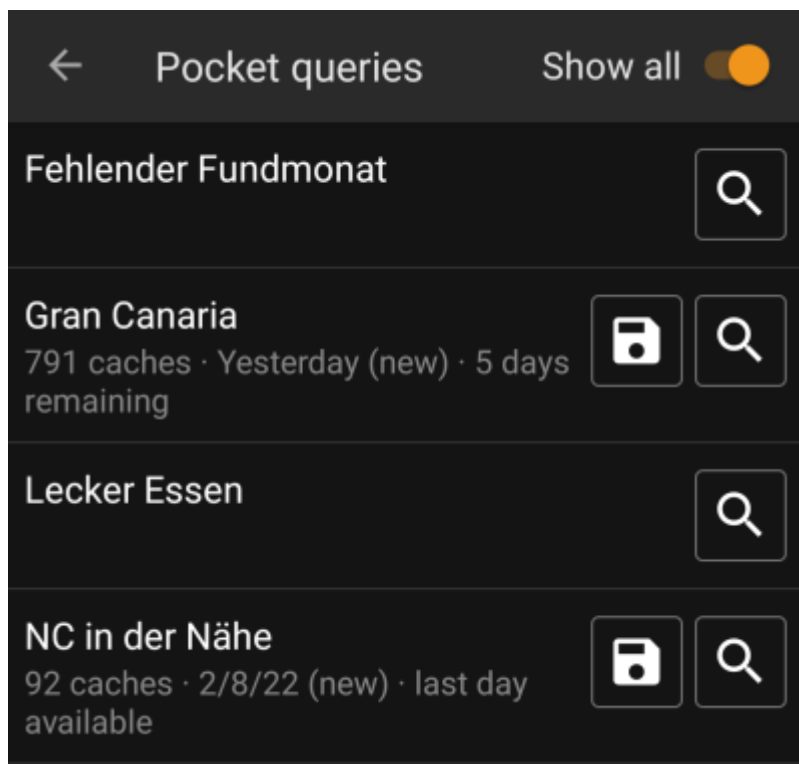 Pocket queries Show all
Fehlender Fundmonat
Gran Canaria
791 caches · Yesterday (new) · 5 days
remaining
Lecker Essen
NC in der Nähe
92 caches · 2/8/22 (new) · last day
available